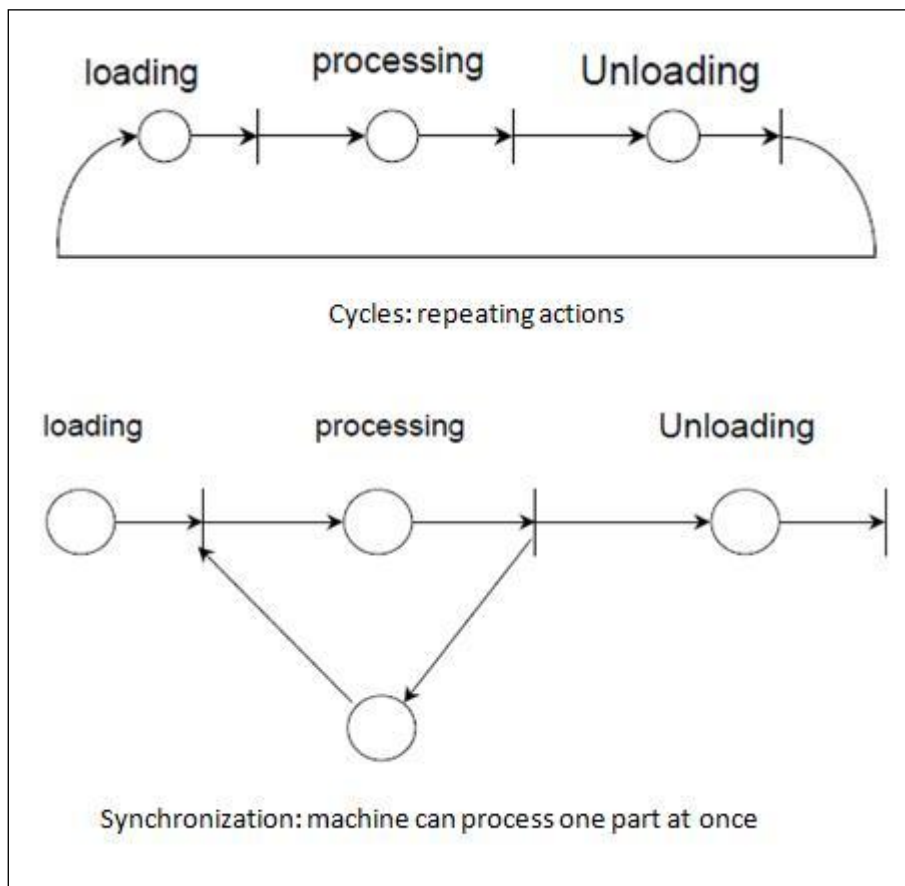 loading processing Unloading
Cycles: repeating actions
loading processing Unloading
Synchronization: machine can process one part at once